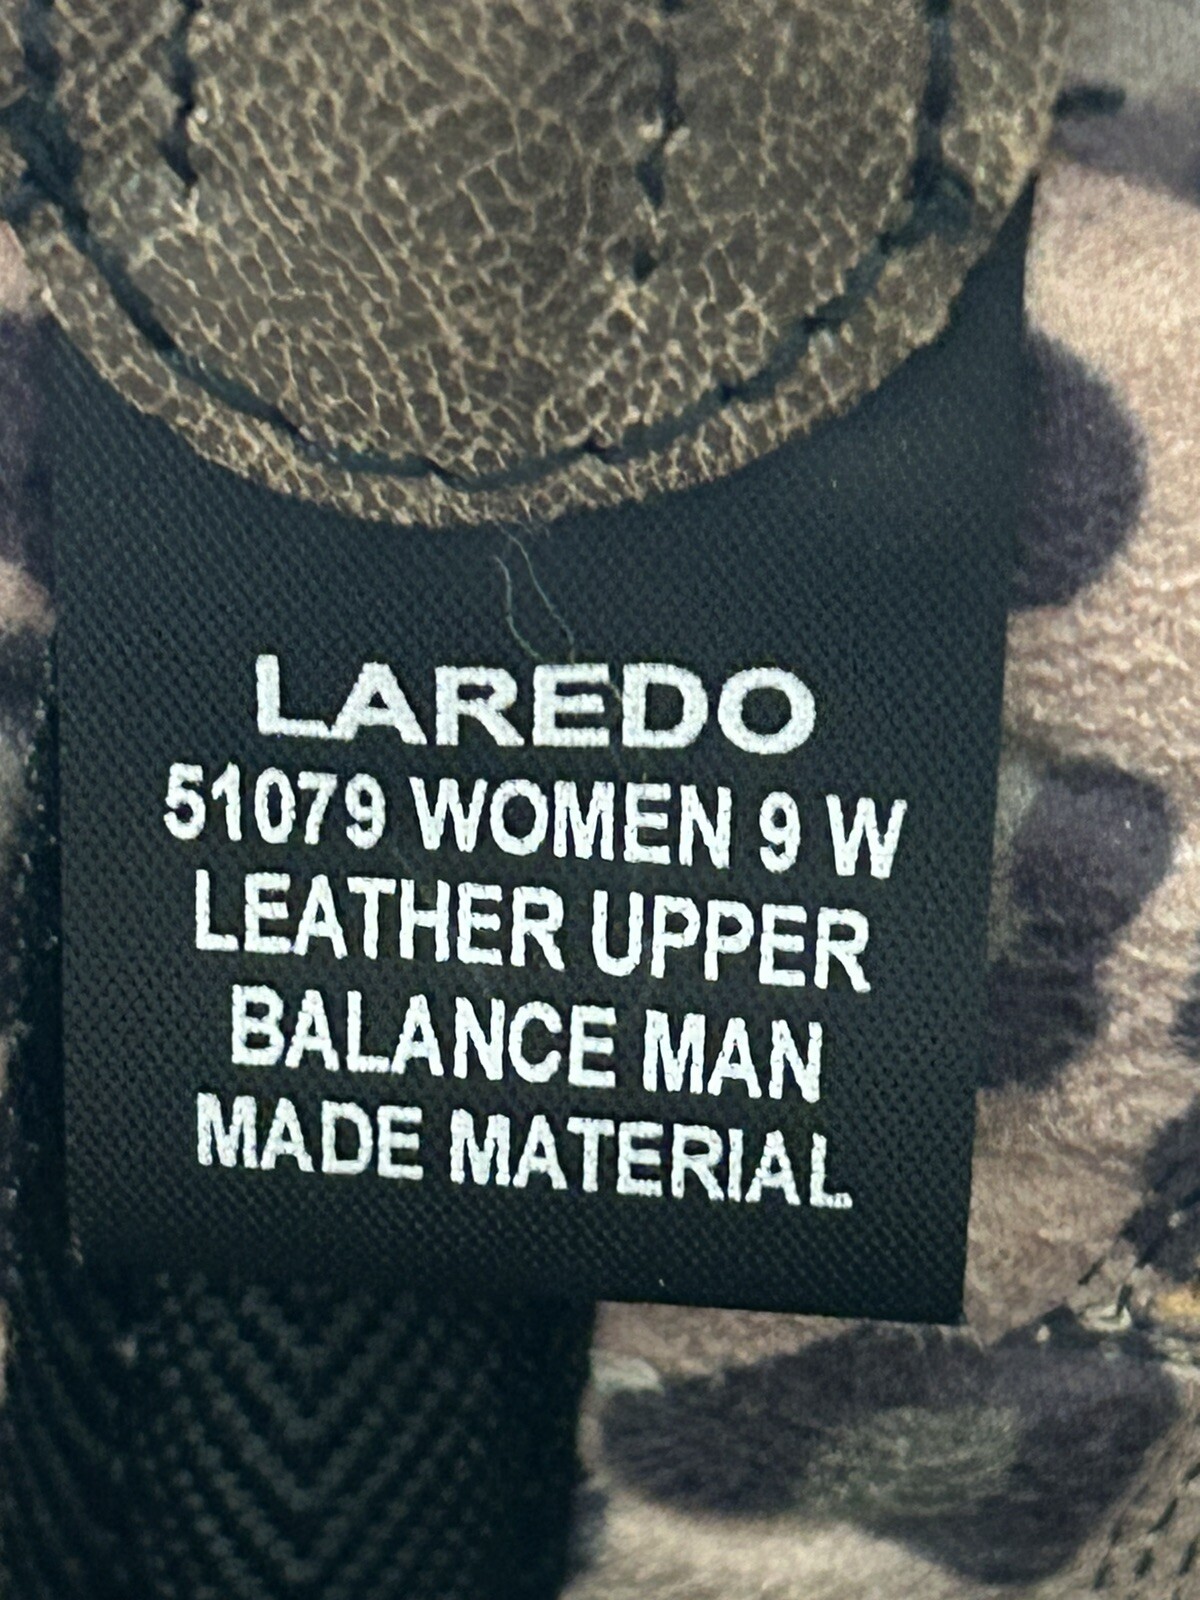 LAREDO
51079 WOMEN 9 W
LEATHER UPPER
BALANCE MAN
MADE MATERIAL